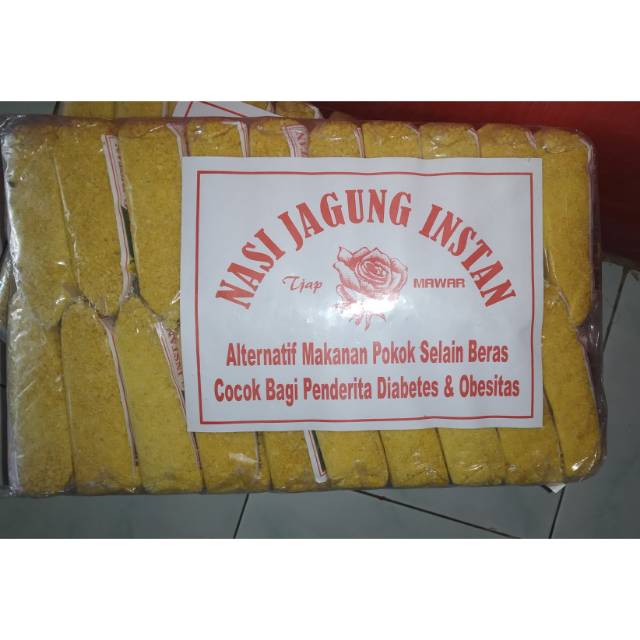 NASI JAGUNG INSTAN
Tjap MAWAR
Alternatif Makanan Pokok Selain Beras
Cocok Bagi Penderita Diabetes & Obesitas